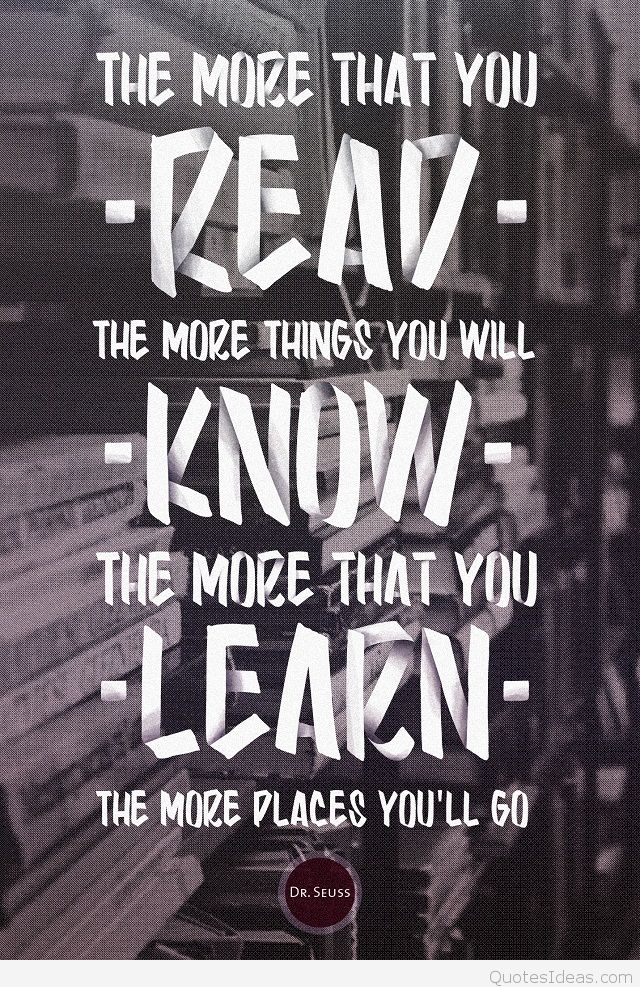 THE MORE THAT YOU
- READ -
THE MORE THINGS YOU WILL
- KNOW -
THE MORE THAT YOU
- LEARN -
THE MORE PLACES YOU'LL GO
DR. SEUSS
QuotesIdeas.com